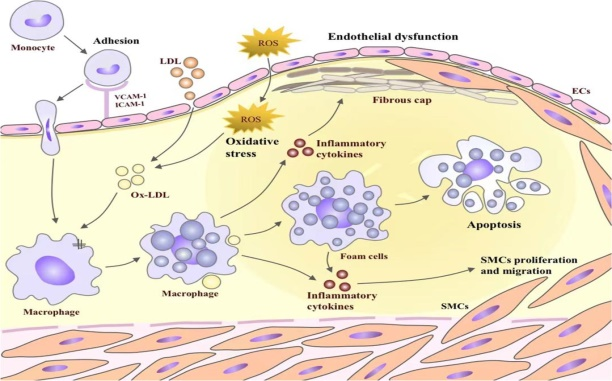 Monocyte
Adhesion
VCAM-1
ICAM-1
LDL
ROS
Endothelial dysfunction
ECs
Fibrous cap
ROS
Oxidative
stress
Inflammatory
cytokines
Ox-LDL
Macrophage
Macrophage
Foam cells
Apoptosis
Inflammatory
cytokines
SMCs proliferation
and migration
SMCs